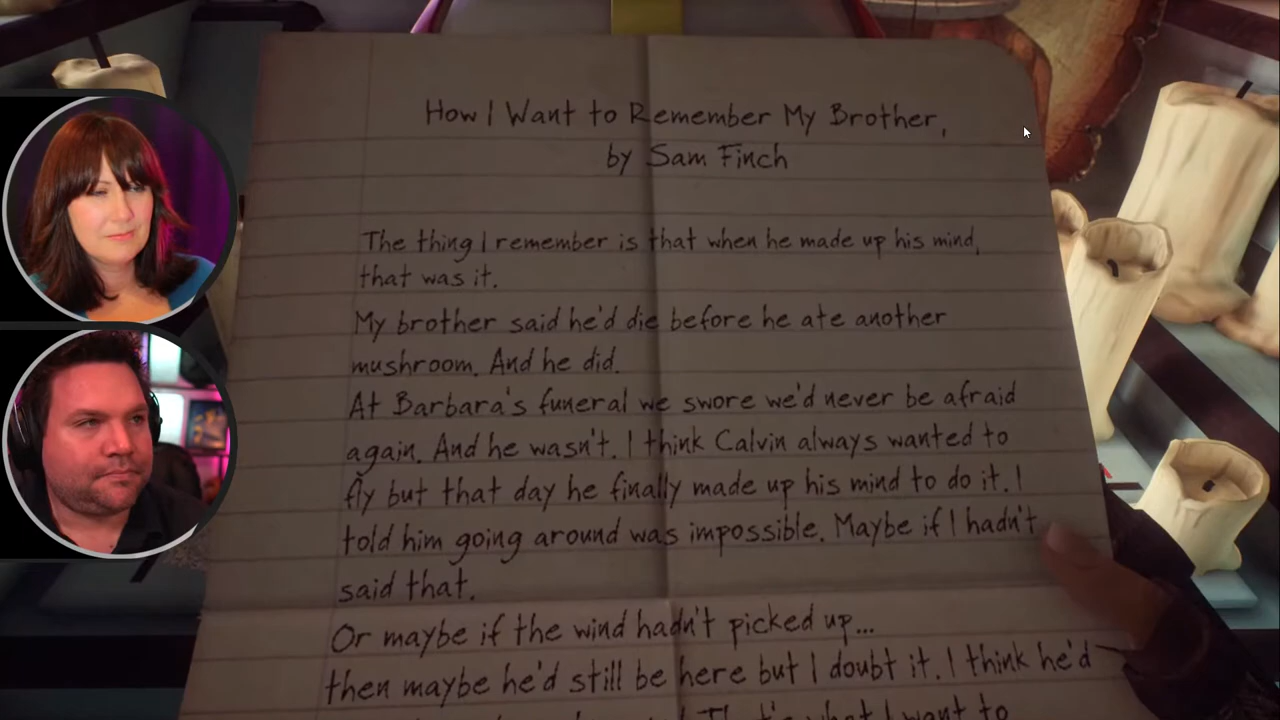 How I Want to Remember My Brother,
by Sam Finch
The thing I remember is that when he made up his mind,
that was it.
My brother said he'd die before he ate another
mushroom. And he did.
At Barbara's funeral we swore we'd never be afraid
again. And he wasn't. I think Calvin always wanted to
fly but that day he finally made up his mind to do it. I
told him going around was impossible. Maybe if I hadn't
said that.
Or maybe if the wind hadn't picked up...
then maybe he'd still be here but I doubt it. I think he'd
That's what I want to